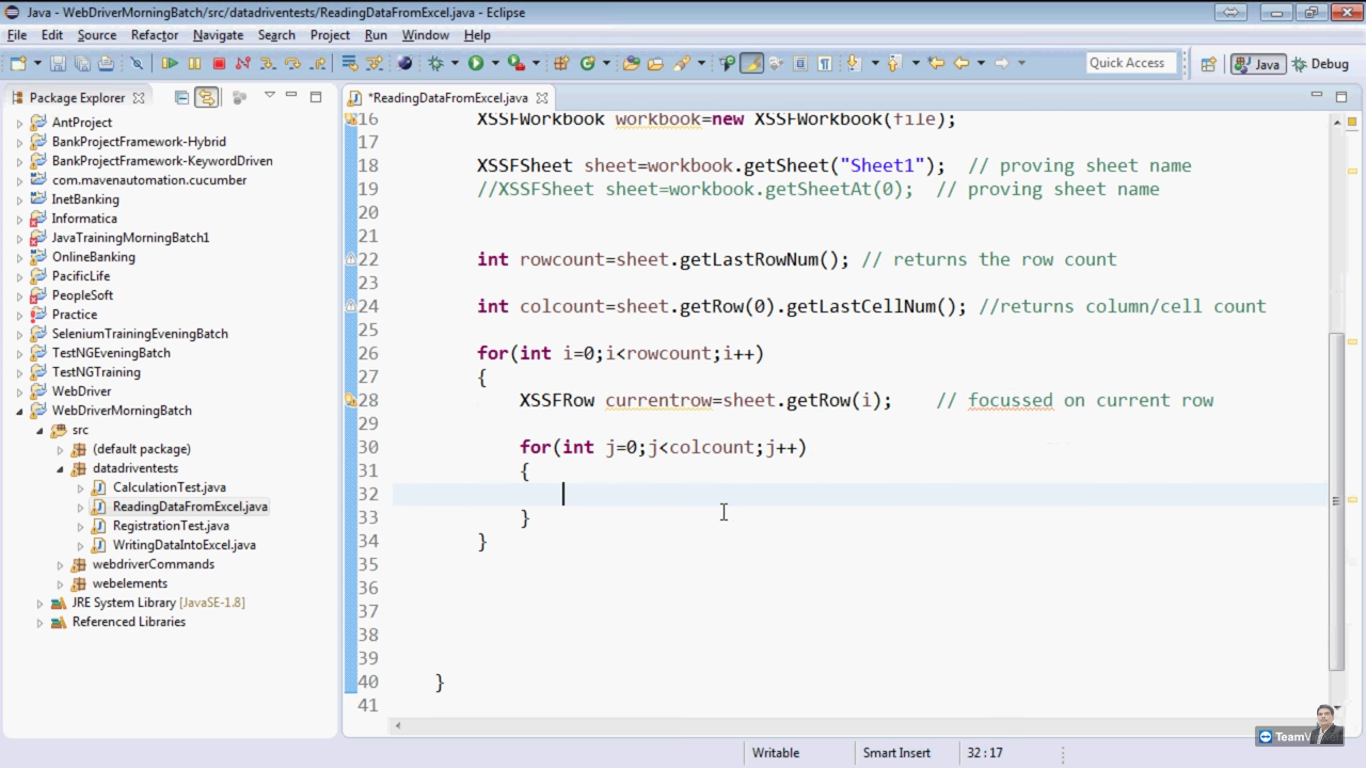 Java - WebDriverMorningBatch/src/datadriventests/ReadingDataFromExcel.java - Eclipse
File Edit Source Refactor Navigate Search Project Run Window Help
Quick Access Java Debug
Package Explorer
AntProject
BankProjectFramework-Hybrid
BankProjectFramework-KeywordDriven
com.mavenautomation.cucumber
InetBanking
Informatica
JavaTrainingMorningBatch1
OnlineBanking
PacificLife
PeopleSoft
Practice
SeleniumTrainingEveningBatch
TestNGEveningBatch
TestNGTraining
WebDriver
WebDriverMorningBatch
src
(default package)
datadriventests
CalculationTest.java
ReadingDataFromExcel.java
RegistrationTest.java
WritingDataIntoExcel.java
webdriverCommands
webelements
JRE System Library [JavaSE-1.8]
Referenced Libraries
*ReadingDataFromExcel.java
16 XSSFWorkbook workbook=new XSSFWorkbook(file);
17
18 XSSFSheet sheet=workbook.getSheet("Sheet1"); // proving sheet name
19 //XSSFSheet sheet=workbook.getSheetAt(0); // proving sheet name
20
21
22 int rowcount=sheet.getLastRowNum(); // returns the row count
23
24 int colcount=sheet.getRow(0).getLastCellNum(); //returns column/cell count
25
26 for(int i=0;i<rowcount;i++)
27 {
28 XSSFRow currentrow=sheet.getRow(i); // focussed on current row
29
30 for(int j=0;j<colcount;j++)
31 {
32
33 }
34 }
35
36
37
38
39
40 }
41
Writable Smart Insert 32 : 17